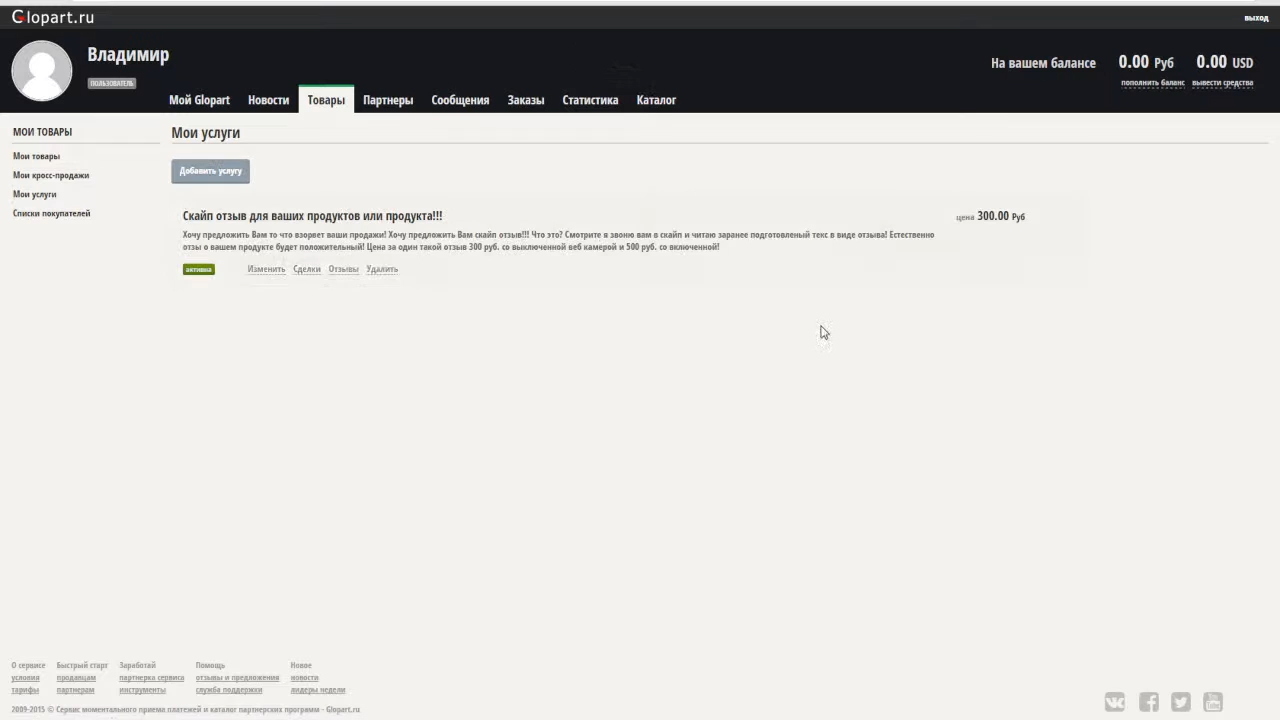 Glopart.ru
выход
Владимир
ПОЛЬЗОВАТЕЛЬ
На вашем балансе
0.00 Руб
0.00 USD
пополнить баланс
вывести средства
Мой Glopart Новости Товары Партнеры Сообщения Заказы Статистика Каталог
МОИ ТОВАРЫ
Мои товары
Мои кросс-продажи
Мои услуги
Списки покупателей
Мои услуги
Добавить услугу
Скайп отзыв для ваших продуктов или продукта!!!
цена 300.00 Руб
Хочу предложить Вам то что взорвет ваши продажи! Хочу предложить Вам скайп отзыв!!! Что это? Смотрите я звоню вам в скайп и читаю заранее подготовленый текс в виде отзыва! Естественно
отзы о вашем продукте будет положительный! Цена за один такой отзыв 300 руб. со выключенной веб камерой и 500 руб. со включенной!
активна
Изменить Сделки Отзывы Удалить
О сервисе Быстрый старт Заработай Помощь Новое
условия продавцам партнерка сервиса отзывы и предложения новости
тарифы партнерам инструменты служба поддержки лидеры недели
2009-2015 © Сервис моментального приема платежей и каталог партнерских программ - Glopart.ru